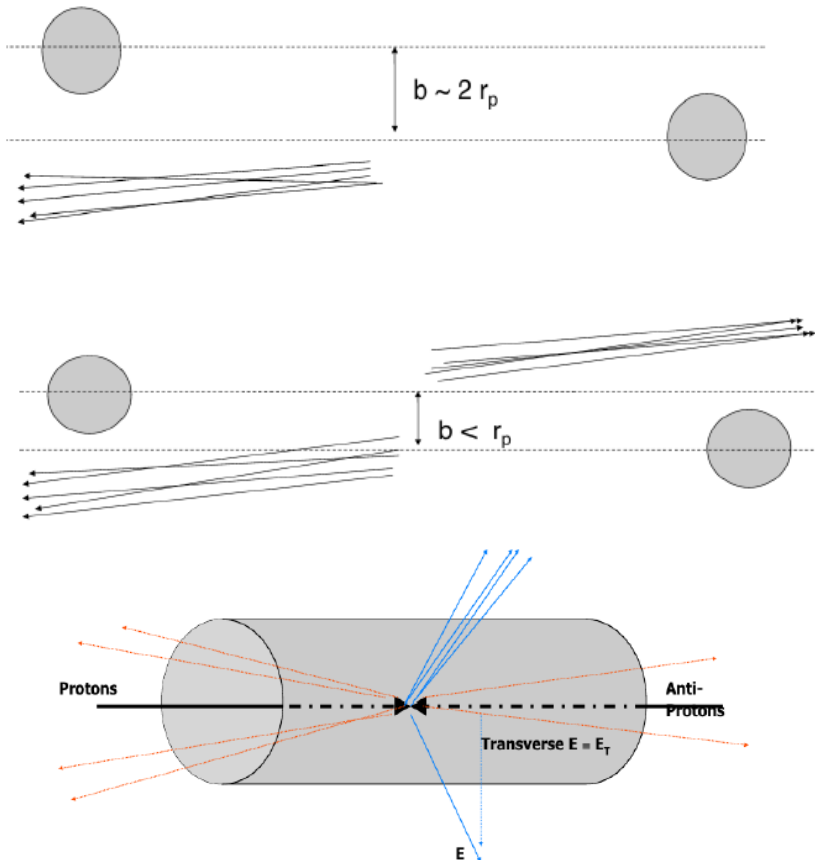 b ~ 2 rp
b < rp
Protons
Anti-
Protons
Transverse E = ET
E